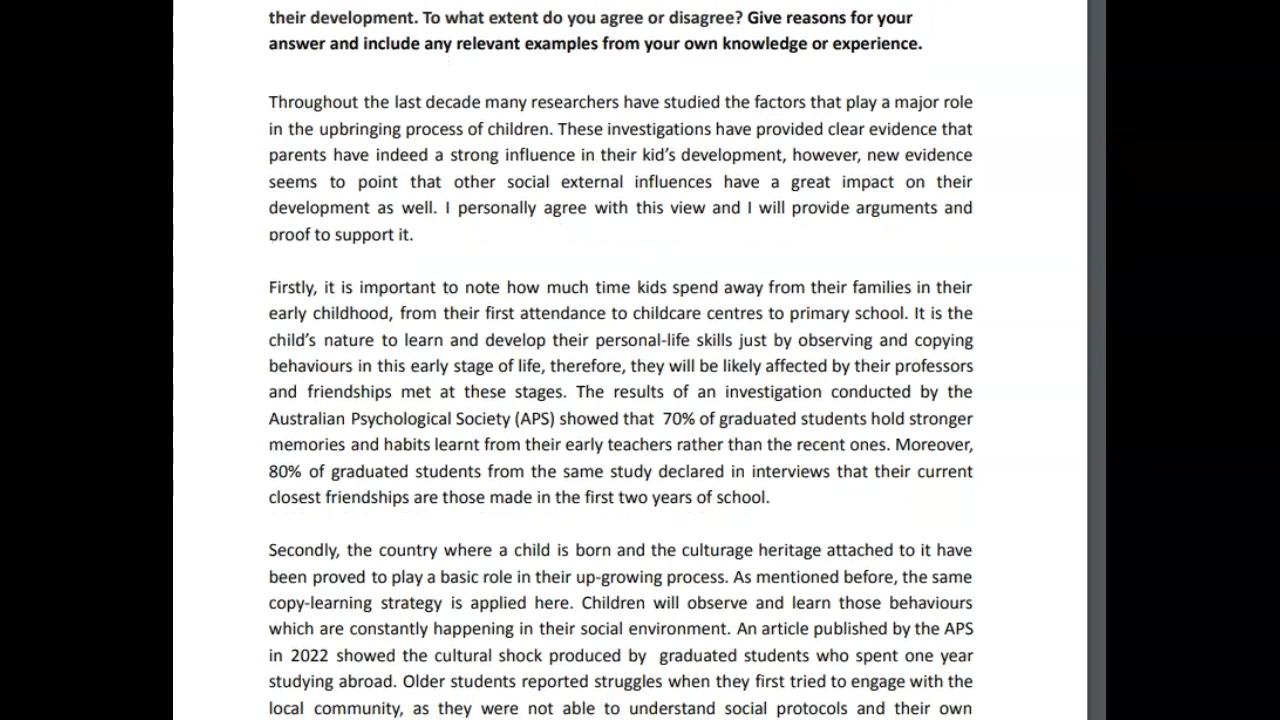 their development. To what extent do you agree or disagree? Give reasons for your
answer and include any relevant examples from your own knowledge or experience.
Throughout the last decade many researchers have studied the factors that play a major role
in the upbringing process of children. These investigations have provided clear evidence that
parents have indeed a strong influence in their kid’s development, however, new evidence
seems to point that other social external influences have a great impact on their
development as well. I personally agree with this view and I will provide arguments and
proof to support it.
Firstly, it is important to note how much time kids spend away from their families in their
early childhood, from their first attendance to childcare centres to primary school. It is the
child’s nature to learn and develop their personal-life skills just by observing and copying
behaviours in this early stage of life, therefore, they will be likely affected by their professors
and friendships met at these stages. The results of an investigation conducted by the
Australian Psychological Society (APS) showed that 70% of graduated students hold stronger
memories and habits learnt from their early teachers rather than the recent ones. Moreover,
80% of graduated students from the same study declared in interviews that their current
closest friendships are those made in the first two years of school.
Secondly, the country where a child is born and the culturage heritage attached to it have
been proved to play a basic role in their up-growing process. As mentioned before, the same
copy-learning strategy is applied here. Children will observe and learn those behaviours
which are constantly happening in their social environment. An article published by the APS
in 2022 showed the cultural shock produced by graduated students who spent one year
studying abroad. Older students reported struggles when they first tried to engage with the
local community, as they were not able to understand social protocols and their own